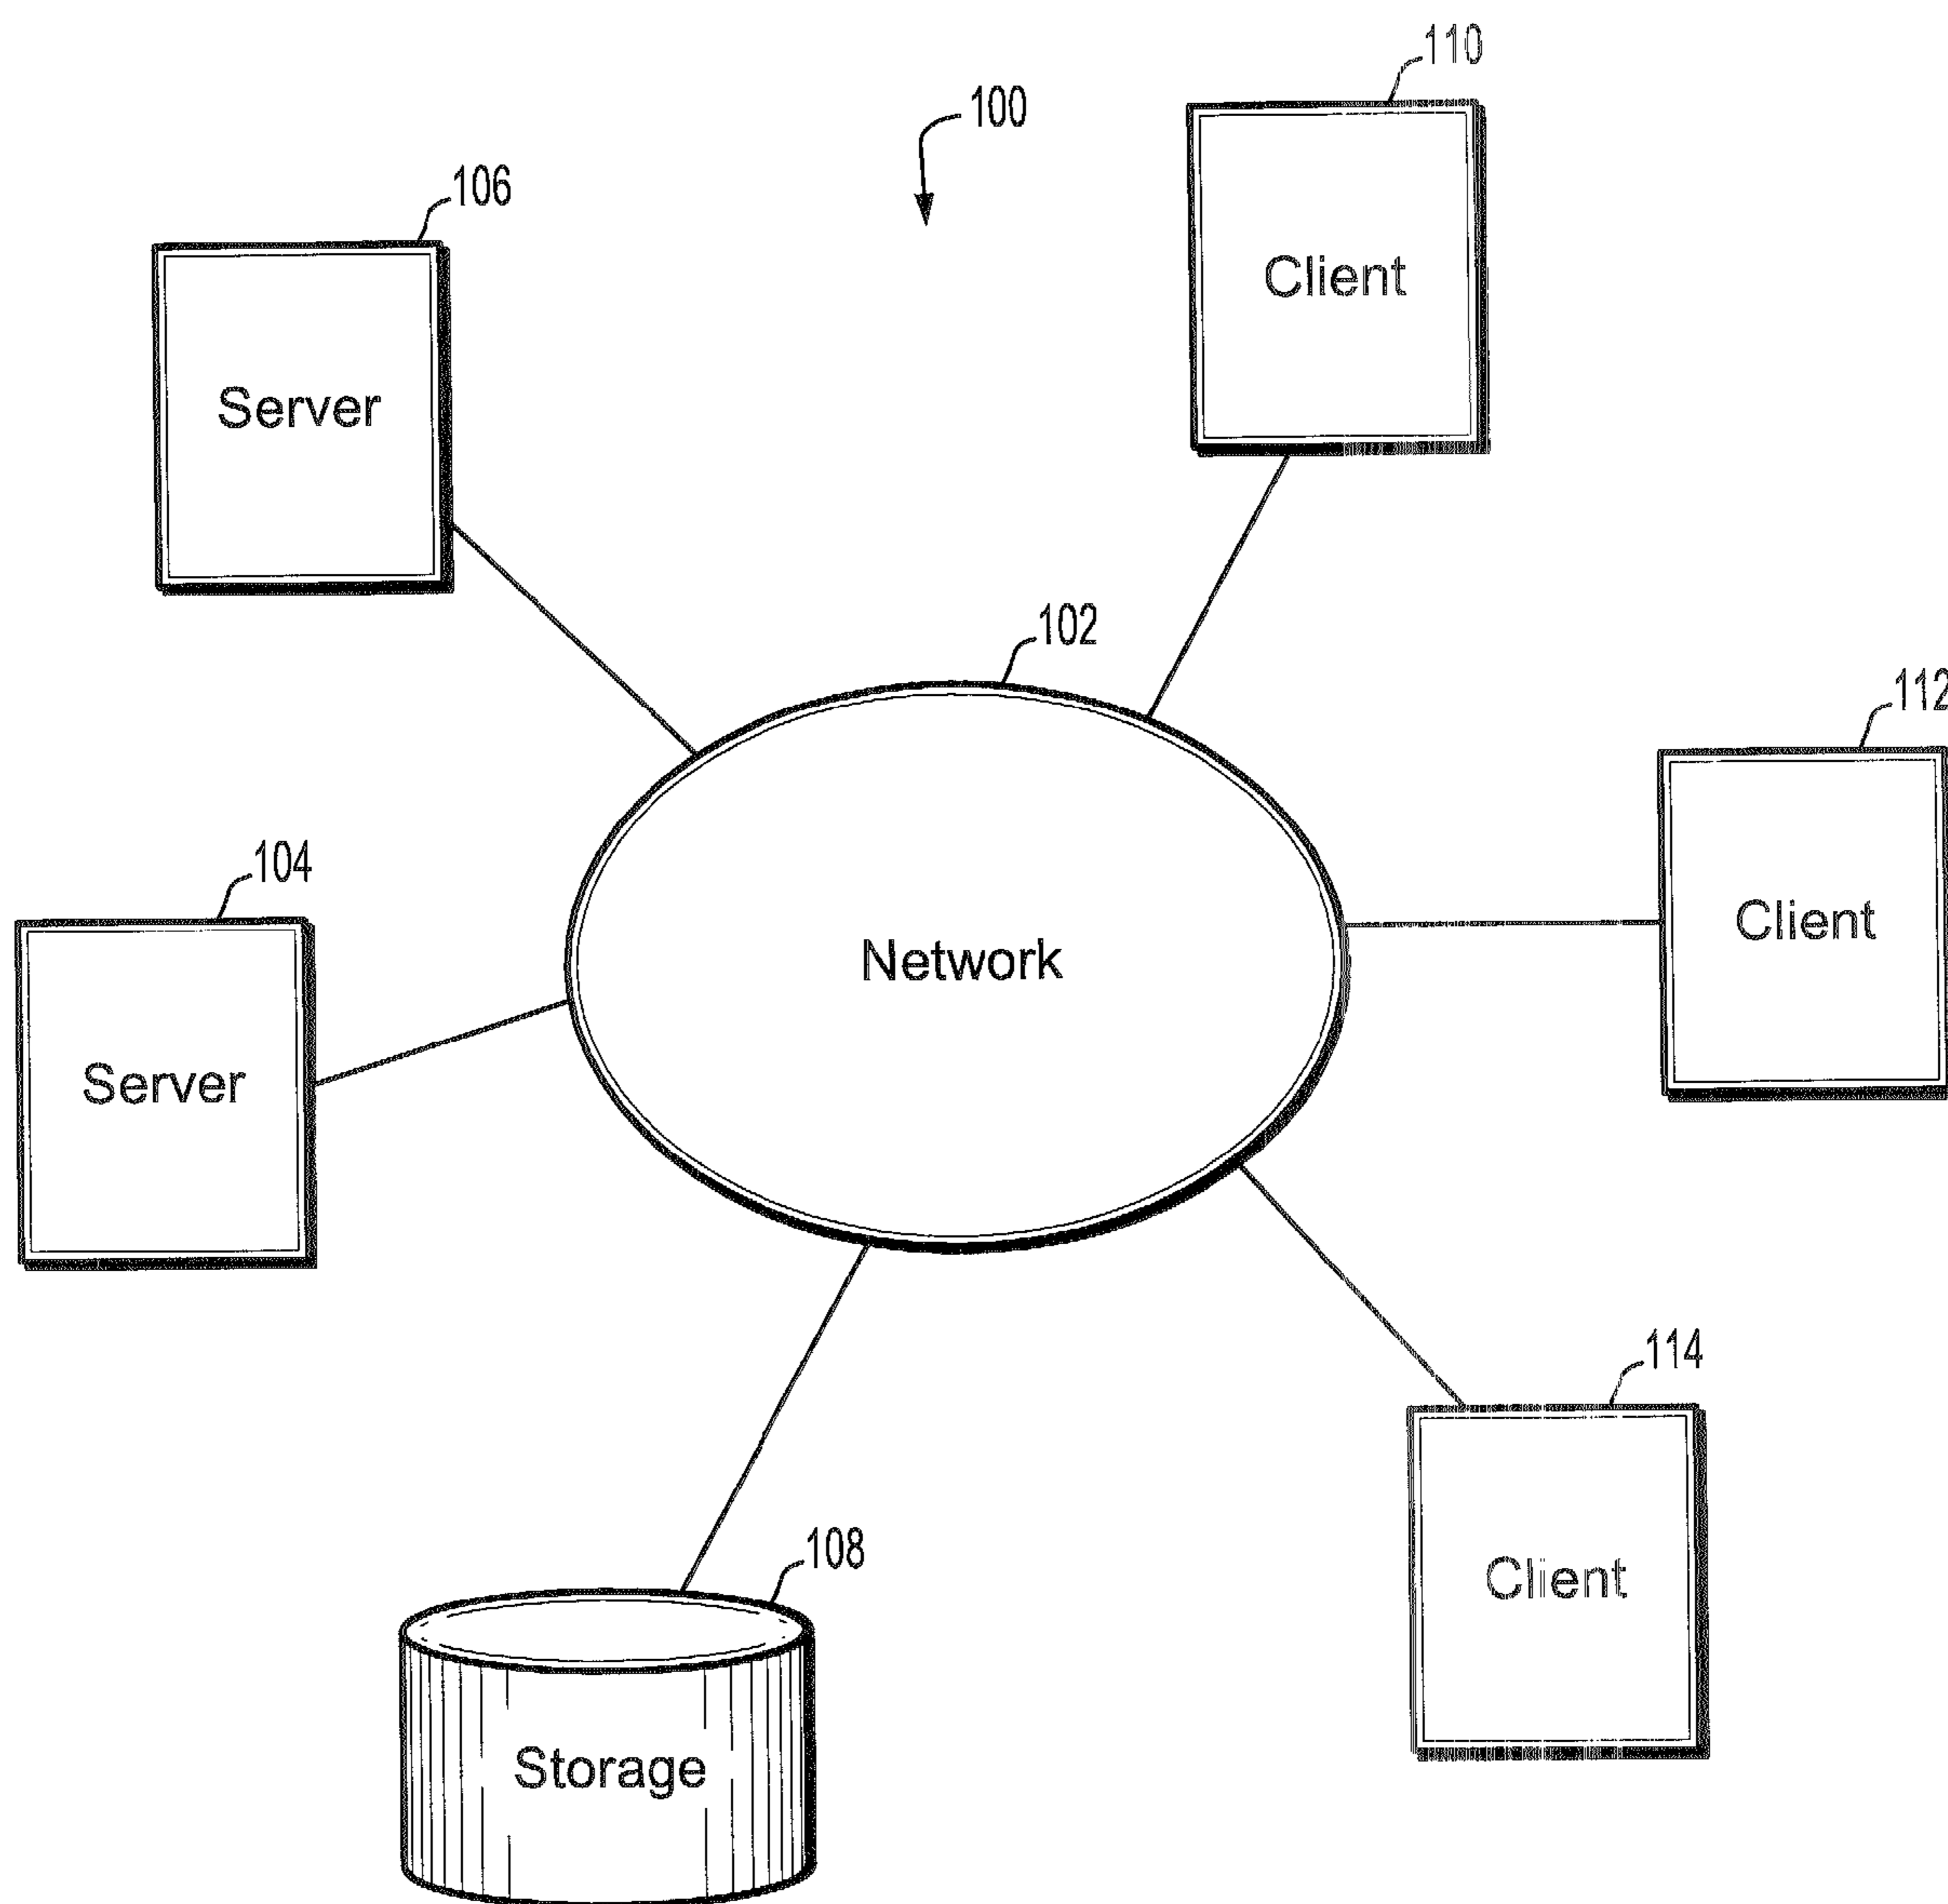 110
100
106
Client
Server
102
112
104
Client
Network
Server
114
108
Client
Storage